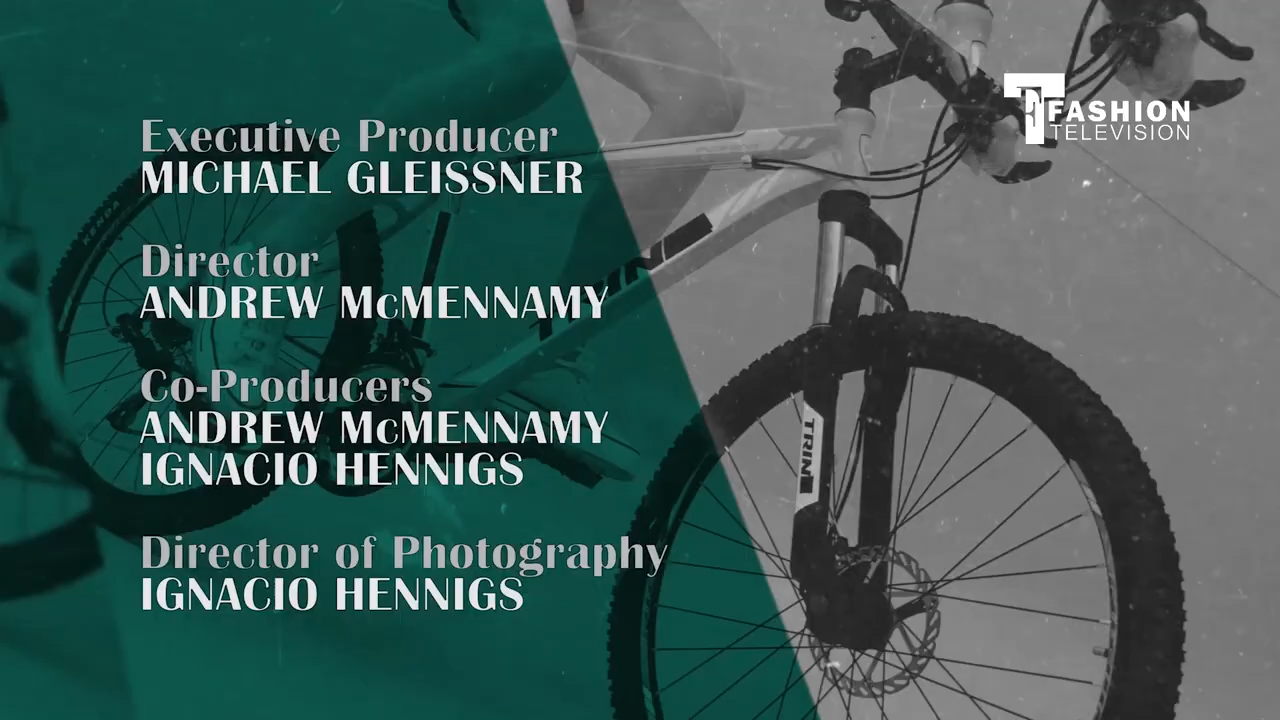 Executive Producer
MICHAEL GLEISSNER
Director
ANDREW McMENNAMY
Co-Producers
ANDREW McMENNAMY
IGNACIO HENNIGS
Director of Photography
IGNACIO HENNIGS
FASHION
TELEVISION
KENDA